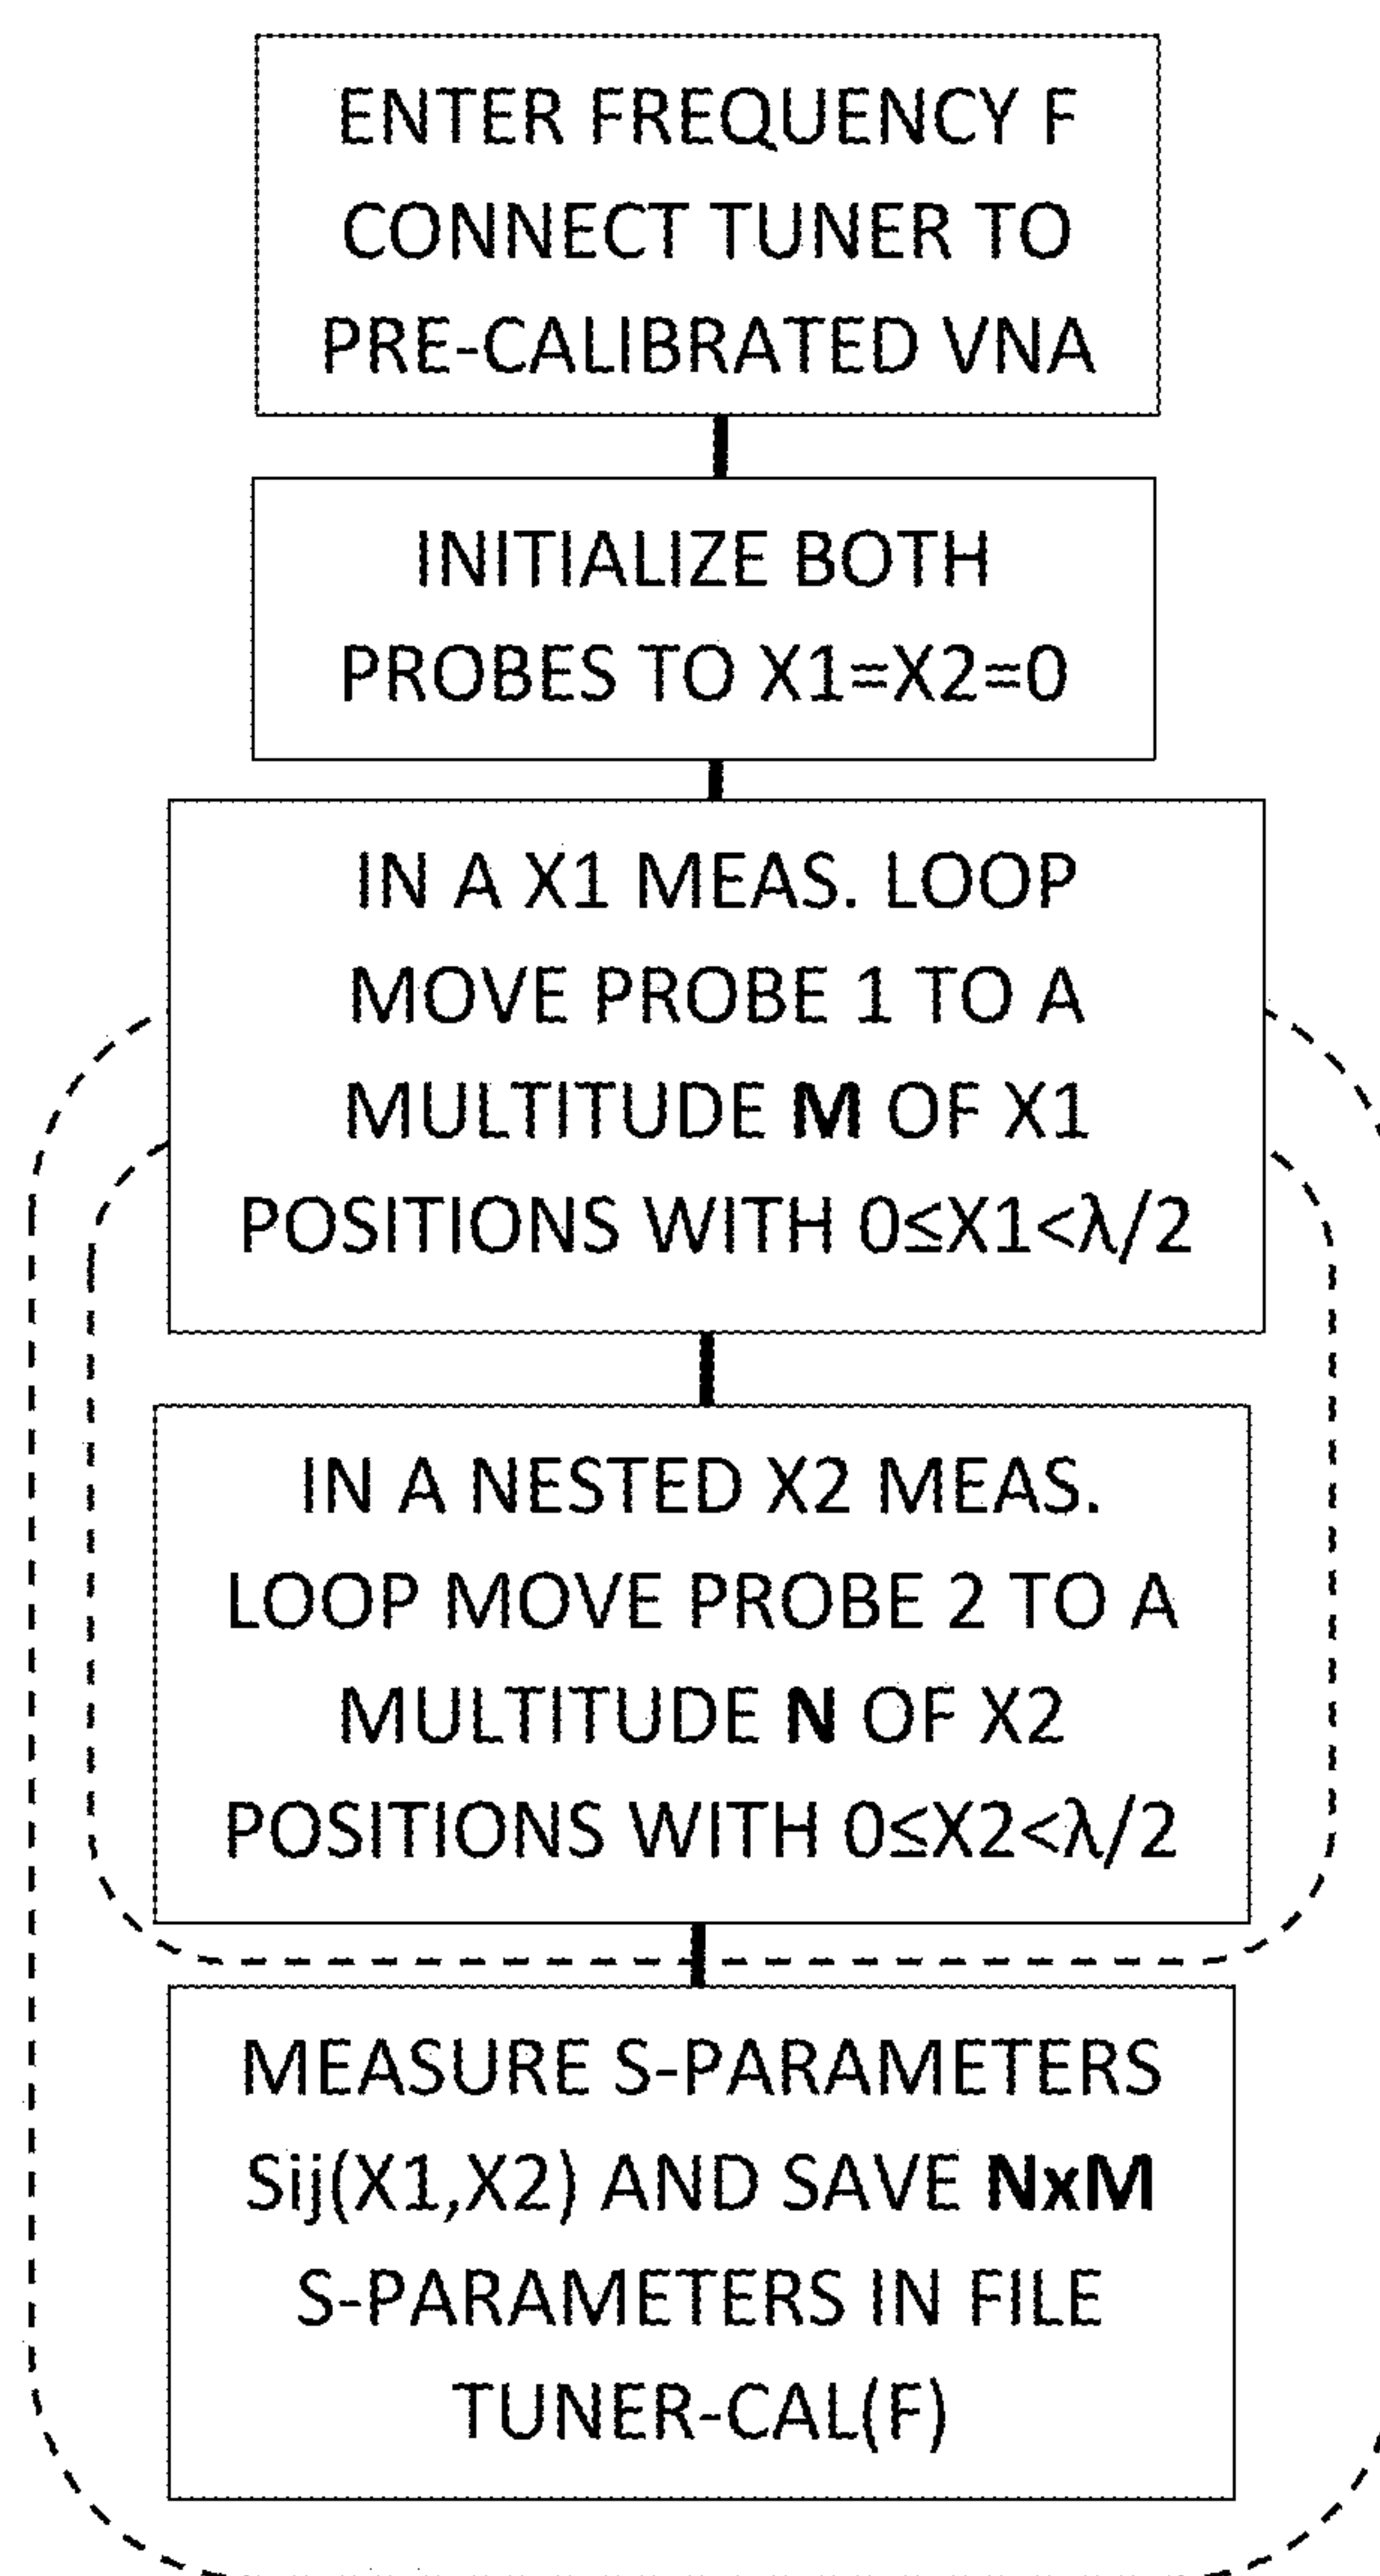 ENTER FREQUENCY F
CONNECT TUNER TO
PRE-CALIBRATED VNA
INITIALIZE BOTH
PROBES TO X1=X2=0
IN A X1 MEAS. LOOP
MOVE PROBE 1 TO A
MULTITUDE M OF X1
POSITIONS WITH 0≤X1<λ/2
IN A NESTED X2 MEAS.
LOOP MOVE PROBE 2 TO A
MULTITUDE N OF X2
POSITIONS WITH 0≤X2<λ/2
MEASURE S-PARAMETERS
Sij(X1,X2) AND SAVE NxM
S-PARAMETERS IN FILE
TUNER-CAL(F)